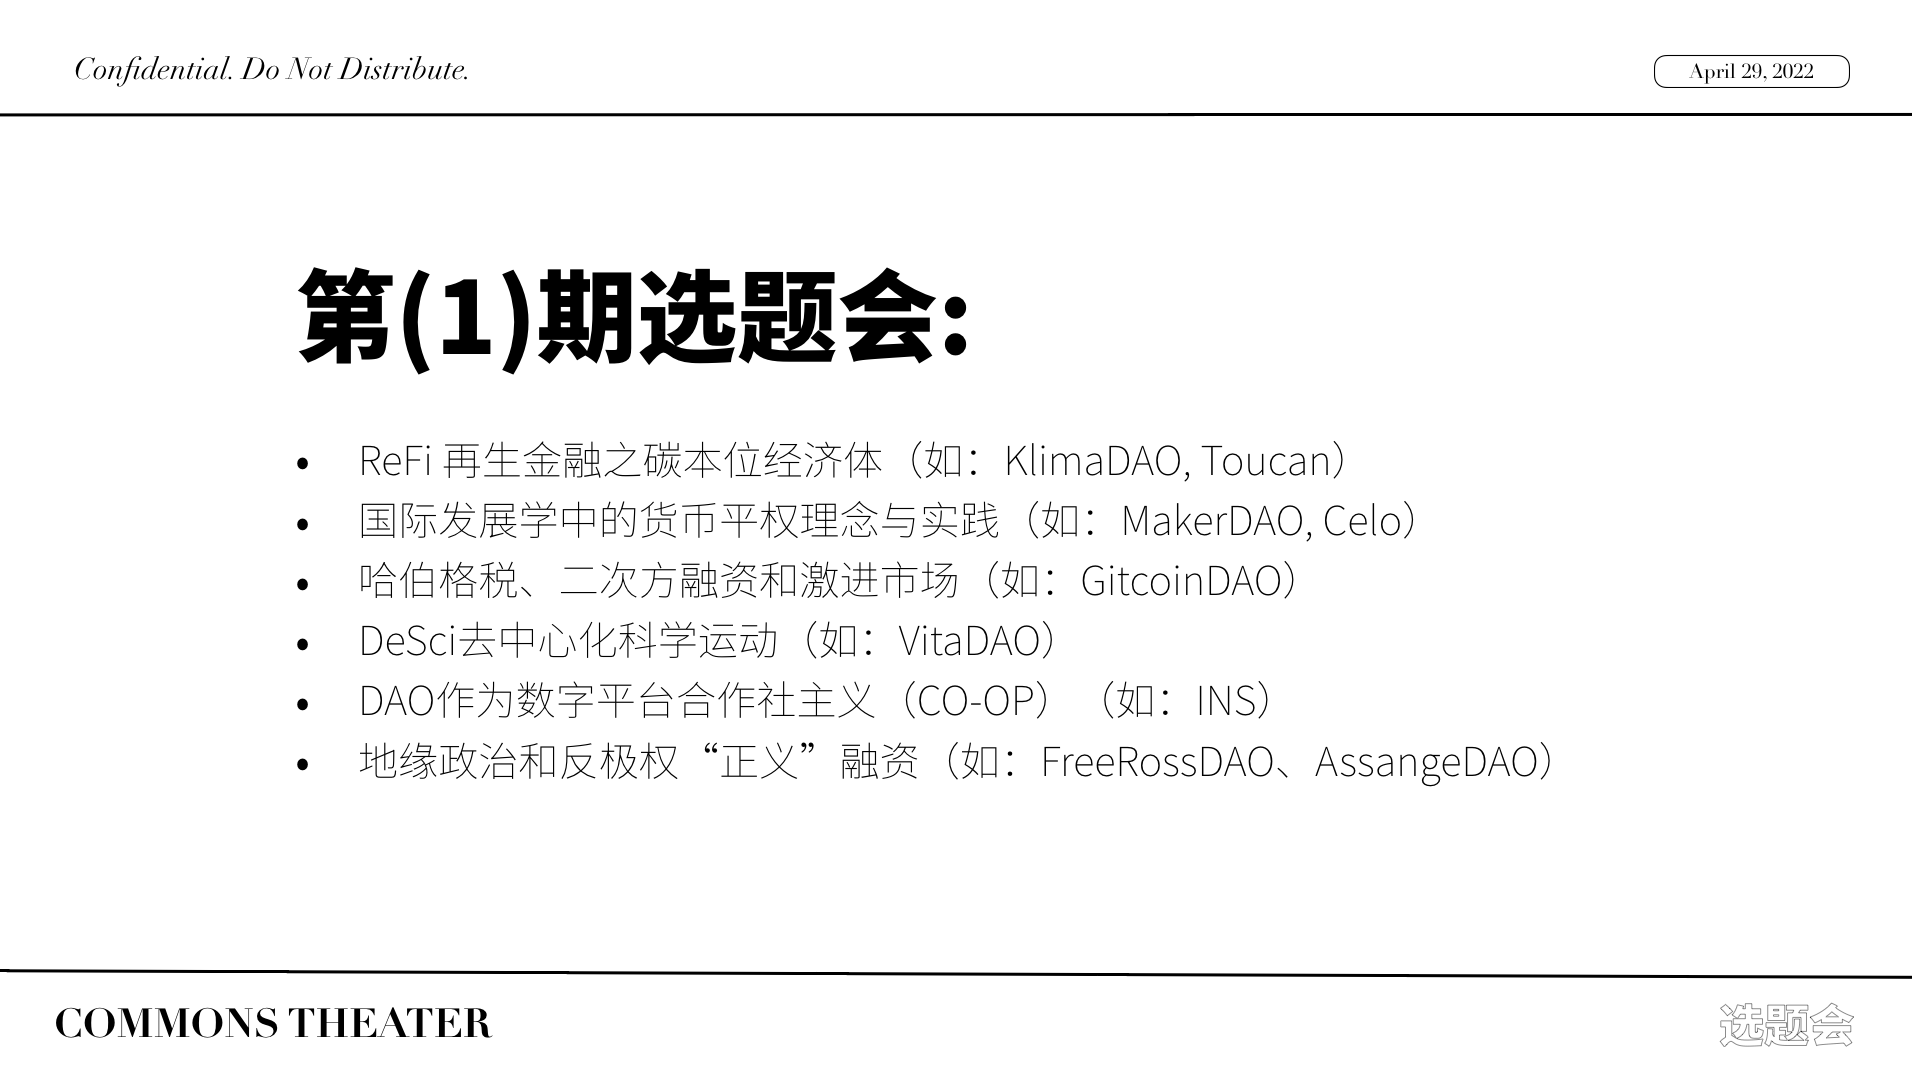 Confidential. Do Not Distribute.
April 29, 2022
第(1)期选题会:
• ReFi 再生金融之碳本位经济体（如：KlimaDAO, Toucan）
• 国际发展学中的货币平权理念与实践（如：MakerDAO, Celo）
• 哈伯格税、二次方融资和激进市场（如：GitcoinDAO）
• DeSci去中心化科学运动（如：VitaDAO）
• DAO作为数字平台合作社主义（CO-OP）（如：INS）
• 地缘政治和反极权“正义”融资（如：FreeRossDAO、AssangeDAO）
COMMONS THEATER
选题会